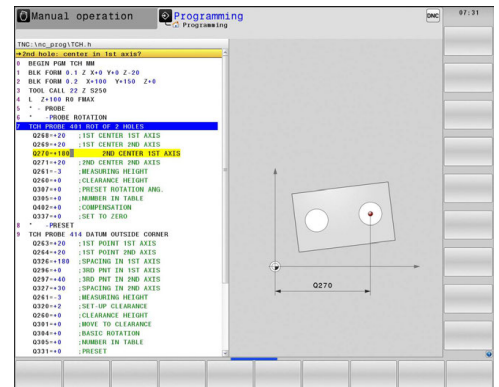 Manual operation
Programming
Programming
DNC
07:31
TNC:\nc_prog\TCH.h
→2nd hole: center in 1st axis?
0 BEGIN PGM TCH MM
1 BLK FORM 0.1 Z X+0 Y+0 Z-20
2 BLK FORM 0.2 X+100 Y+150 Z+0
3 TOOL CALL 22 Z S250
4 L Z+100 R0 FMAX
5 * - PROBE
6 * -PROBE ROTATION
7 TCH PROBE 401 ROT OF 2 HOLES
Q268=+20 ;1ST CENTER 1ST AXIS
Q269=+20 ;1ST CENTER 2ND AXIS
Q270=+180 2ND CENTER 1ST AXIS
Q271=+20 ;2ND CENTER 2ND AXIS
Q261=-3 ;MEASURING HEIGHT
Q260=+0 ;CLEARANCE HEIGHT
Q307=+0 ;PRESET ROTATION ANG.
Q305=+0 ;NUMBER IN TABLE
Q402=+0 ;COMPENSATION
Q337=+0 ;SET TO ZERO
8 * -PRESET
9 TCH PROBE 414 DATUM OUTSIDE CORNER
Q263=+20 ;1ST POINT 1ST AXIS
Q264=+20 ;1ST POINT 2ND AXIS
Q326=+180 ;SPACING IN 1ST AXIS
Q296=+0 ;3RD PNT IN 1ST AXIS
Q297=+40 ;3RD PNT IN 2ND AXIS
Q327=+30 ;SPACING IN 2ND AXIS
Q261=-3 ;MEASURING HEIGHT
Q320=+2 ;SET-UP CLEARANCE
Q260=+0 ;CLEARANCE HEIGHT
Q301=+0 ;MOVE TO CLEARANCE
Q304=+0 ;BASIC ROTATION
Q305=+0 ;NUMBER IN TABLE
Q331=+0 ;PRESET
Q270